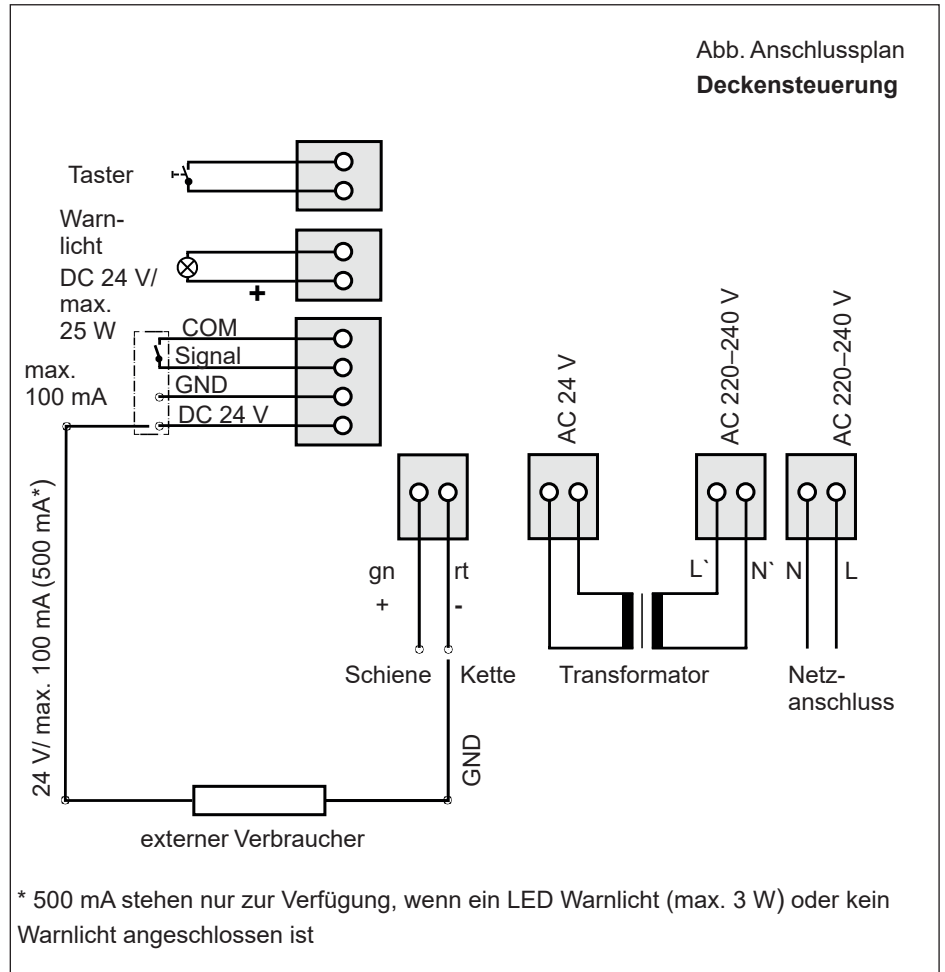 Abb. Anschlussplan
Deckensteuerung
Taster
Warn-
licht
DC 24 V/
max.
25 W
+
COM
Signal
GND
DC 24 V
max.
100 mA
24 V/ max. 100 mA (500 mA*)
AC 24 V
AC 220–240 V
AC 220–240 V
gn
rt
+
-
L`
N`
N
L
Schiene
Kette
Transformator
Netz-
anschluss
GND
externer Verbraucher
* 500 mA stehen nur zur Verfügung, wenn ein LED Warnlicht (max. 3 W) oder kein
Warnlicht angeschlossen ist